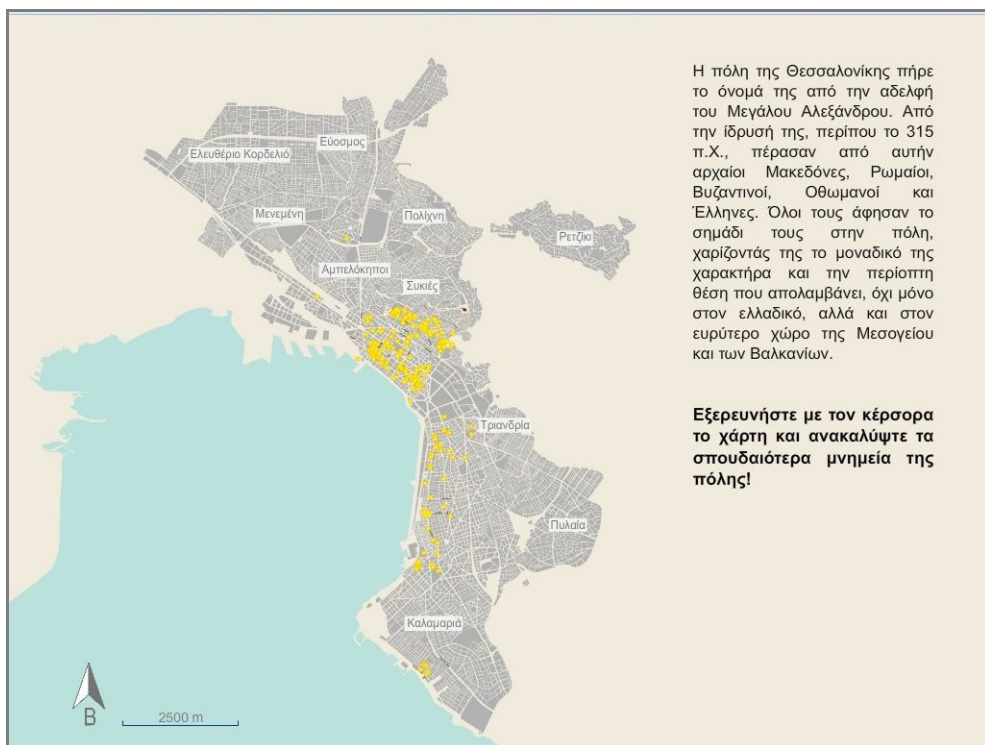 Η πόλη της Θεσσαλονίκης πήρε
το όνομά της από την αδελφή
του Μεγάλου Αλεξάνδρου. Από
την ίδρυσή της, περίπου το 315
π.Χ., πέρασαν από αυτήν
αρχαίοι Μακεδόνες, Ρωμαίοι,
Βυζαντινοί, Οθωμανοί και
Έλληνες. Όλοι τους άφησαν το
σημάδι τους στην πόλη,
χαρίζοντάς της το μοναδικό της
χαρακτήρα και την περίοπτη
θέση που απολαμβάνει, όχι μόνο
στον ελλαδικό, αλλά και στον
ευρύτερο χώρο της Μεσογείου
και των Βαλκανίων.
Εξερευνήστε με τον κέρσορα
το χάρτη και ανακαλύψτε τα
σπουδαιότερα μνημεία της
πόλης!
Εύοσμος
Ελευθέριο Κορδελιό
Μενεμένη
Πολίχνη
Ρετζίκι
Αμπελόκηποι
Συκιές
Τριανδρία
Πυλαία
Καλαμαριά
Β
2500 m